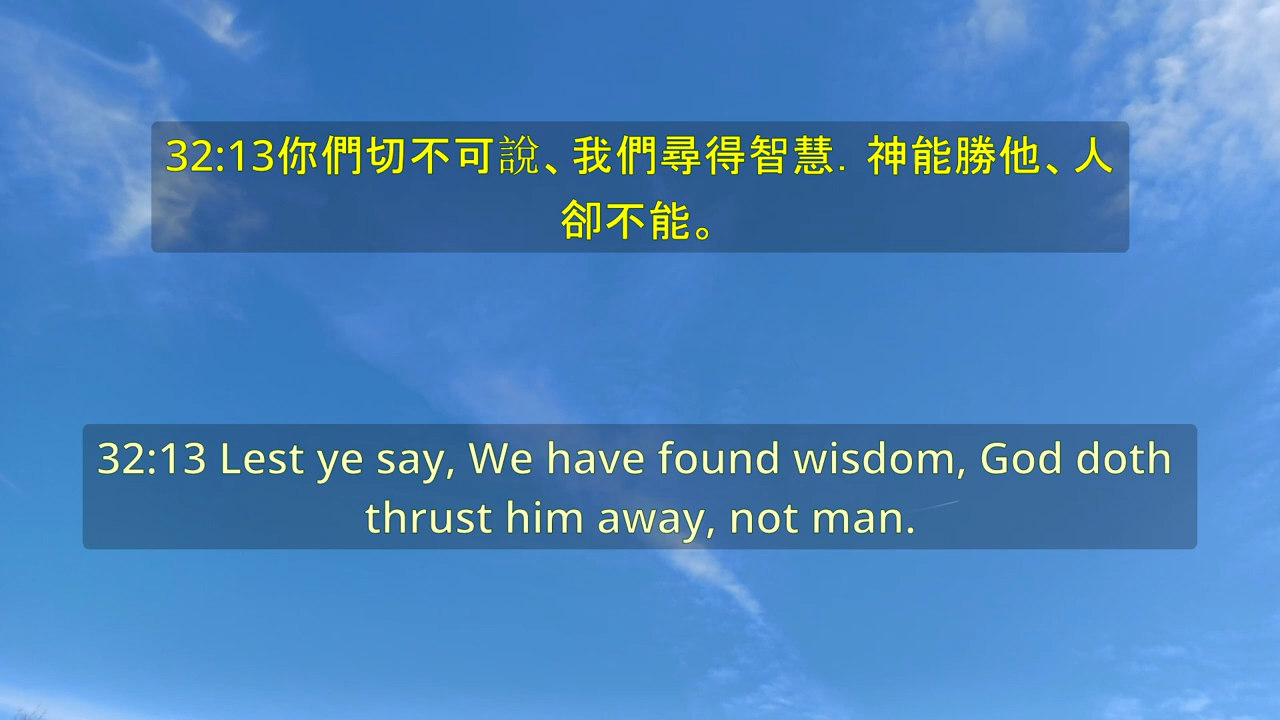 32:13你們切不可說、我們尋得智慧. 神能勝他、人
卻不能。
32:13 Lest ye say, We have found wisdom, God doth
thrust him away, not man.